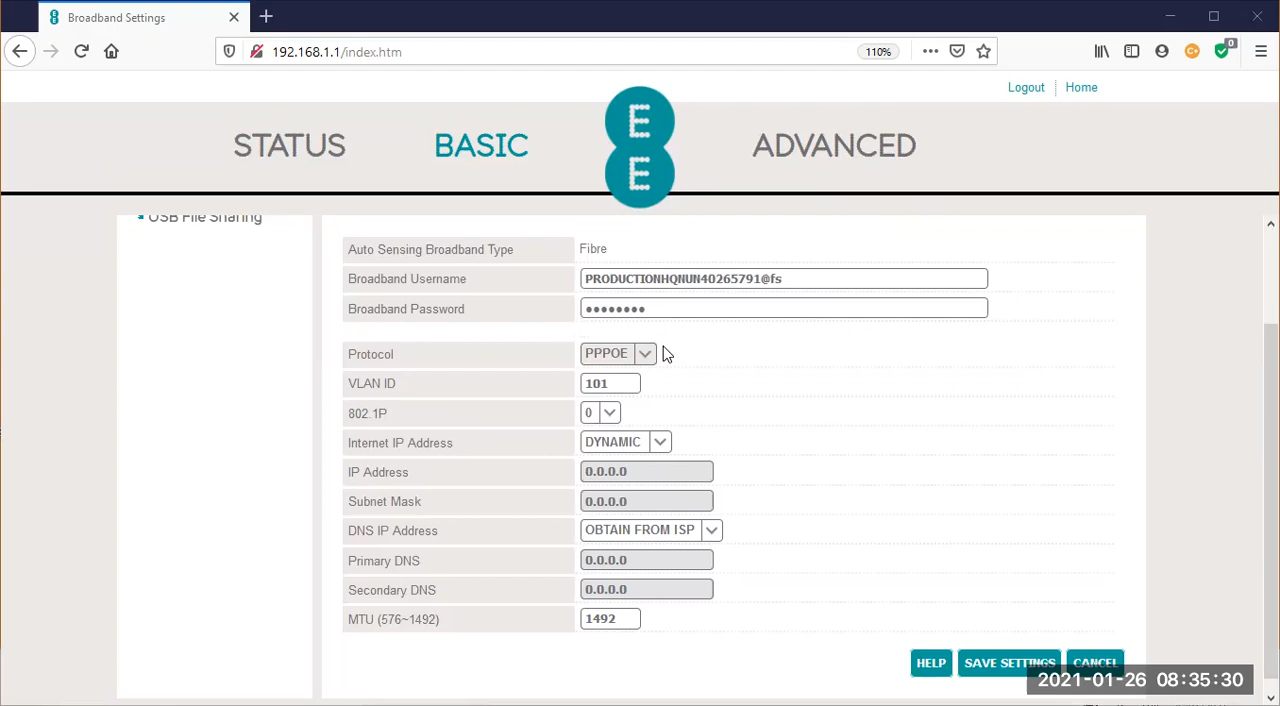 Broadband Settings
192.168.1.1/index.htm
110%
0
Logout
Home
STATUS
BASIC
E
E
ADVANCED
USB File Sharing
Auto Sensing Broadband Type Fibre
Broadband Username PRODUCTIONHQNUN40265791@fs
Broadband Password ●●●●●●●●
Protocol PPPOE
VLAN ID 101
802.1P 0
Internet IP Address DYNAMIC
IP Address 0.0.0.0
Subnet Mask 0.0.0.0
DNS IP Address OBTAIN FROM ISP
Primary DNS 0.0.0.0
Secondary DNS 0.0.0.0
MTU (576~1492) 1492
HELP SAVE SETTINGS CANCEL
2021-01-26 08:35:30